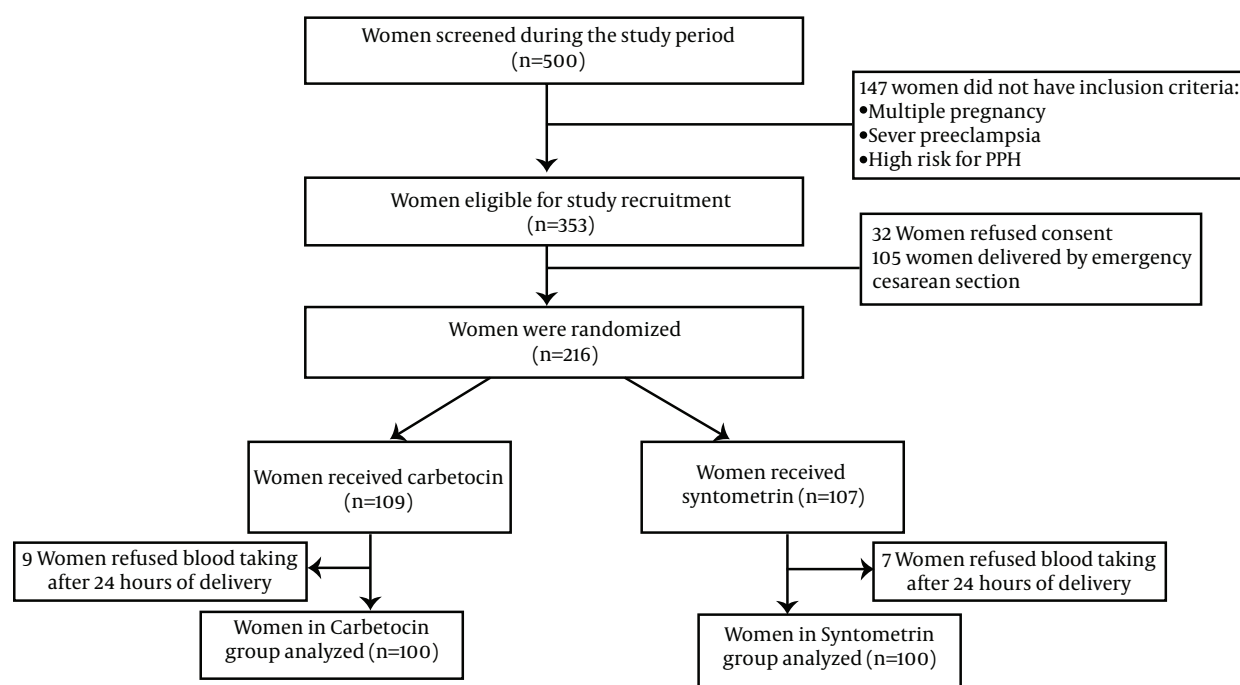 Women screened during the study period
(n=500)
147 women did not have inclusion criteria:
•Multiple pregnancy
•Sever preeclampsia
•High risk for PPH
Women eligible for study recruitment
(n=353)
32 Women refused consent
105 women delivered by emergency
cesarean section
Women were randomized
(n=216)
Women received carbetocin
(n=109)
Women received
syntometrin (n=107)
9 Women refused blood taking
after 24 hours of delivery
7 Women refused blood taking
after 24 hours of delivery
Women in Carbetocin
group analyzed (n=100)
Women in Syntometrin
group analyzed (n=100)